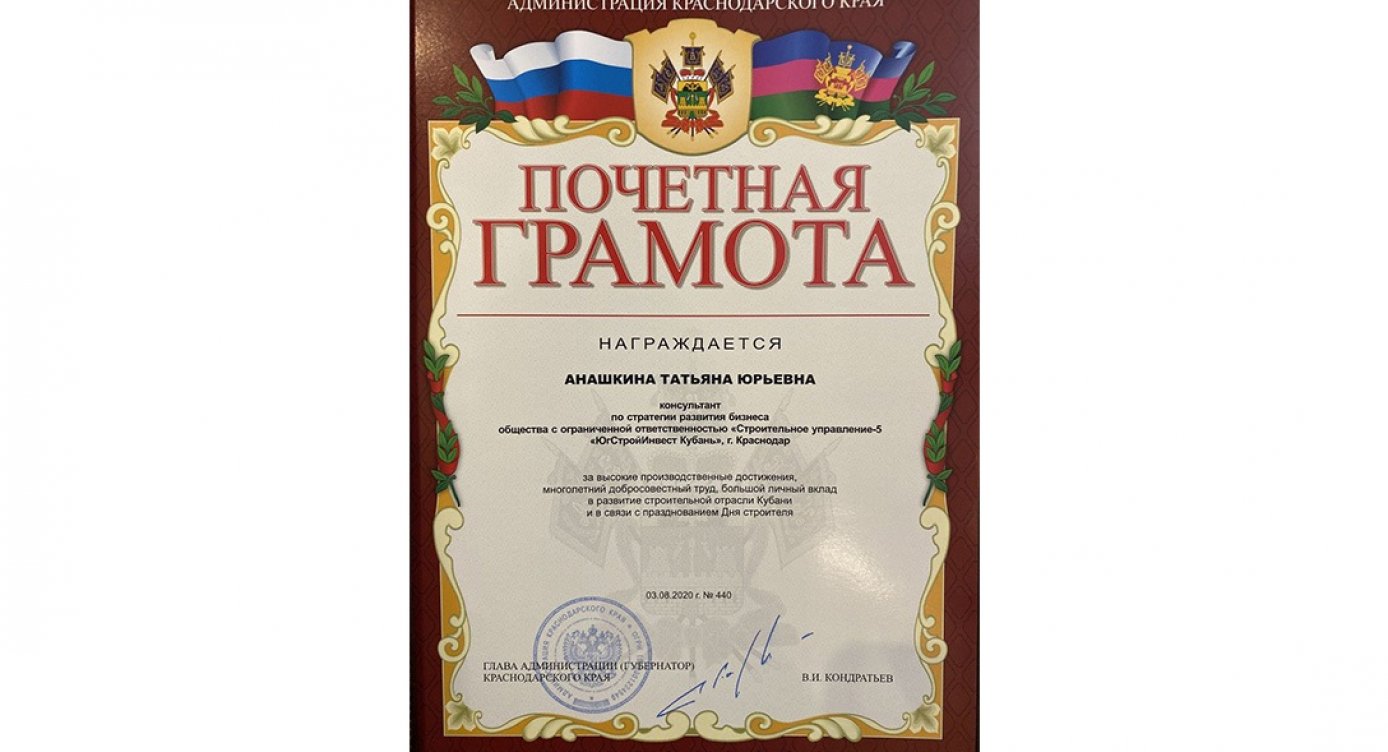 АДМИНИСТРАЦИЯ КРАСНОДАРСКОГО КРАЯ
ПОЧЕТНАЯ
ГРАМОТА
НАГРАЖДАЕТСЯ
АНАШКИНА ТАТЬЯНА ЮРЬЕВНА
консультант
по стратегии развития бизнеса
общества с ограниченной ответственностью «Строительное управление-5
«ЮгСтройИнвест Кубань», г. Краснодар
за высокие производственные достижения,
многолетний добросовестный труд, большой личный вклад
в развитие строительной отрасли Кубани
и в связи с празднованием Дня строителя
03.08.2020 г. № 440
ГЛАВА АДМИНИСТРАЦИИ (ГУБЕРНАТОР)
КРАСНОДАРСКОГО КРАЯ
В.И. КОНДРАТЬЕВ